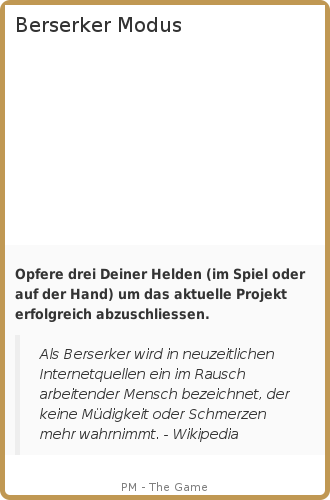 Berserker Modus
Opfere drei Deiner Helden (im Spiel oder
auf der Hand) um das aktuelle Projekt
erfolgreich abzuschliessen.
Als Berserker wird in neuzeitlichen
Internetquellen ein im Rausch
arbeitender Mensch bezeichnet, der
keine Müdigkeit oder Schmerzen
mehr wahrnimmt. - Wikipedia
PM - The Game